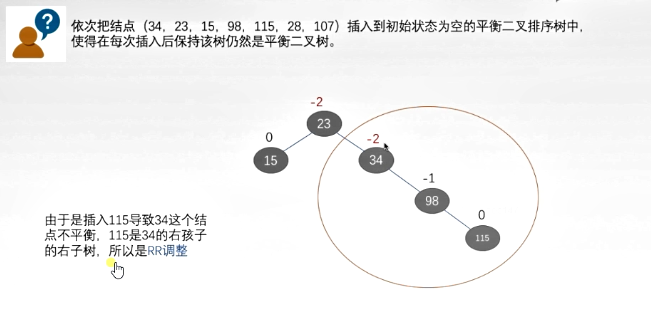 ?
依次把结点（34，23，15，98，115，28，107）插入到初始状态为空的平衡二叉排序树中，
使得在每次插入后保持该树仍然是平衡二叉树。
-2
23
0
-2
15
34
-1
98
0
115
由于是插入115导致34这个结
点不平衡，115是34的右孩子
的右子树，所以是RR调整